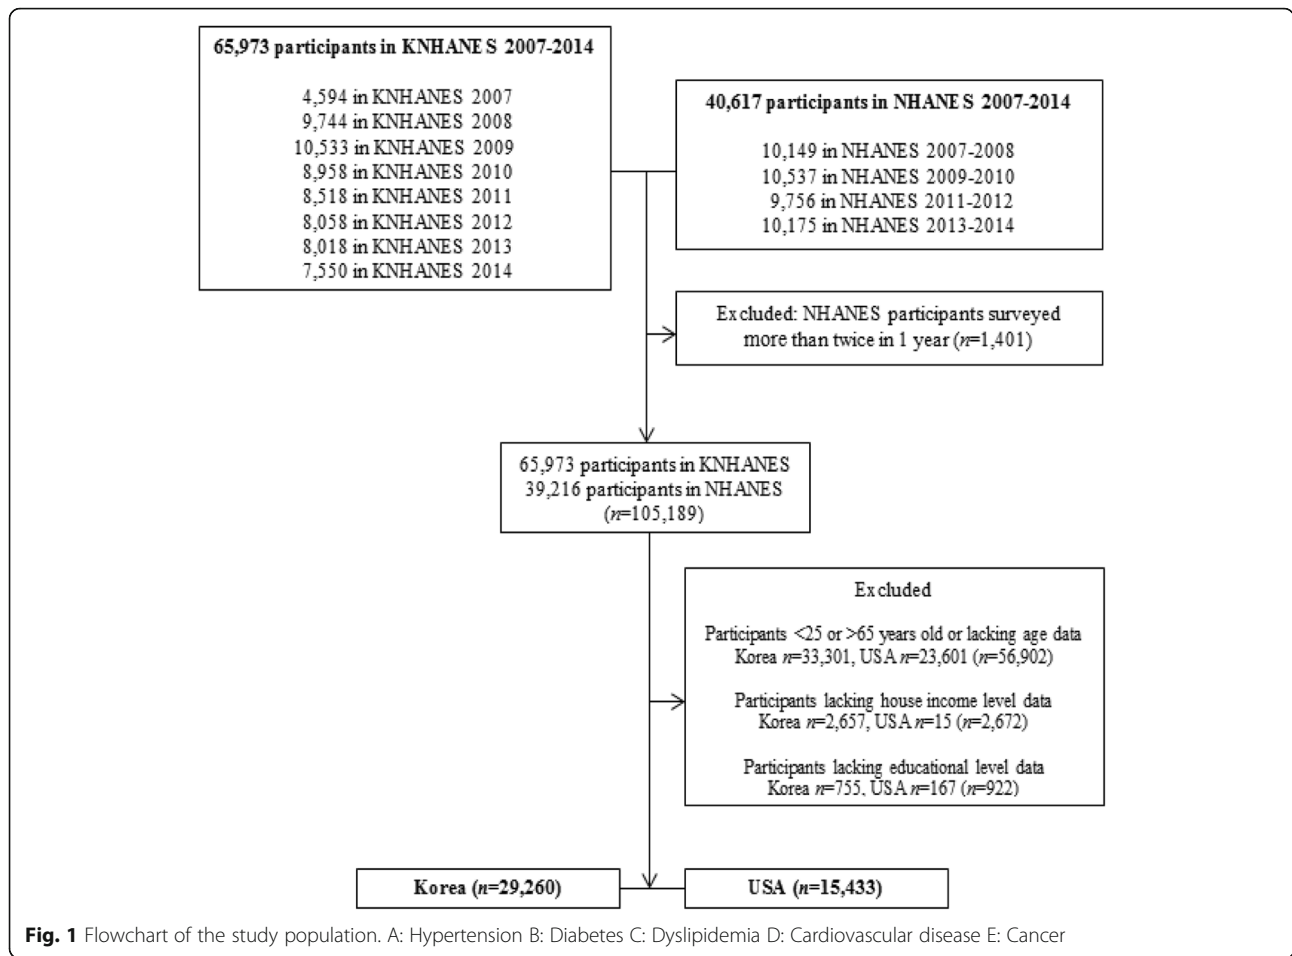 65,973 participants in KNHANES 2007-2014
4,594 in KNHANES 2007
9,744 in KNHANES 2008
10,533 in KNHANES 2009
8,958 in KNHANES 2010
8,518 in KNHANES 2011
8,058 in KNHANES 2012
8,018 in KNHANES 2013
7,550 in KNHANES 2014
40,617 participants in NHANES 2007-2014
10,149 in NHANES 2007-2008
10,537 in NHANES 2009-2010
9,756 in NHANES 2011-2012
10,175 in NHANES 2013-2014
Excluded: NHANES participants surveyed
more than twice in 1 year (n=1,401)
65,973 participants in KNHANES
39,216 participants in NHANES
(n=105,189)
Excluded
Participants <25 or >65 years old or lacking age data
Korea n=33,301, USA n=23,601 (n=56,902)
Participants lacking house income level data
Korea n=2,657, USA n=15 (n=2,672)
Participants lacking educational level data
Korea n=755, USA n=167 (n=922)
Korea (n=29,260)
USA (n=15,433)
Fig. 1 Flowchart of the study population. A: Hypertension B: Diabetes C: Dyslipidemia D: Cardiovascular disease E: Cancer